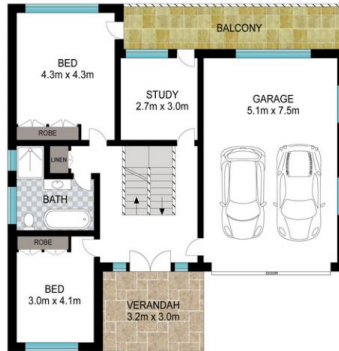 BALCONY
BED
4.3m x 4.3m
STUDY
2.7m x 3.0m
GARAGE
5.1m x 7.5m
ROBE
LINEN
BATH
ROBE
BED
3.0m x 4.1m
VERANDAH
3.2m x 3.0m
DOOR